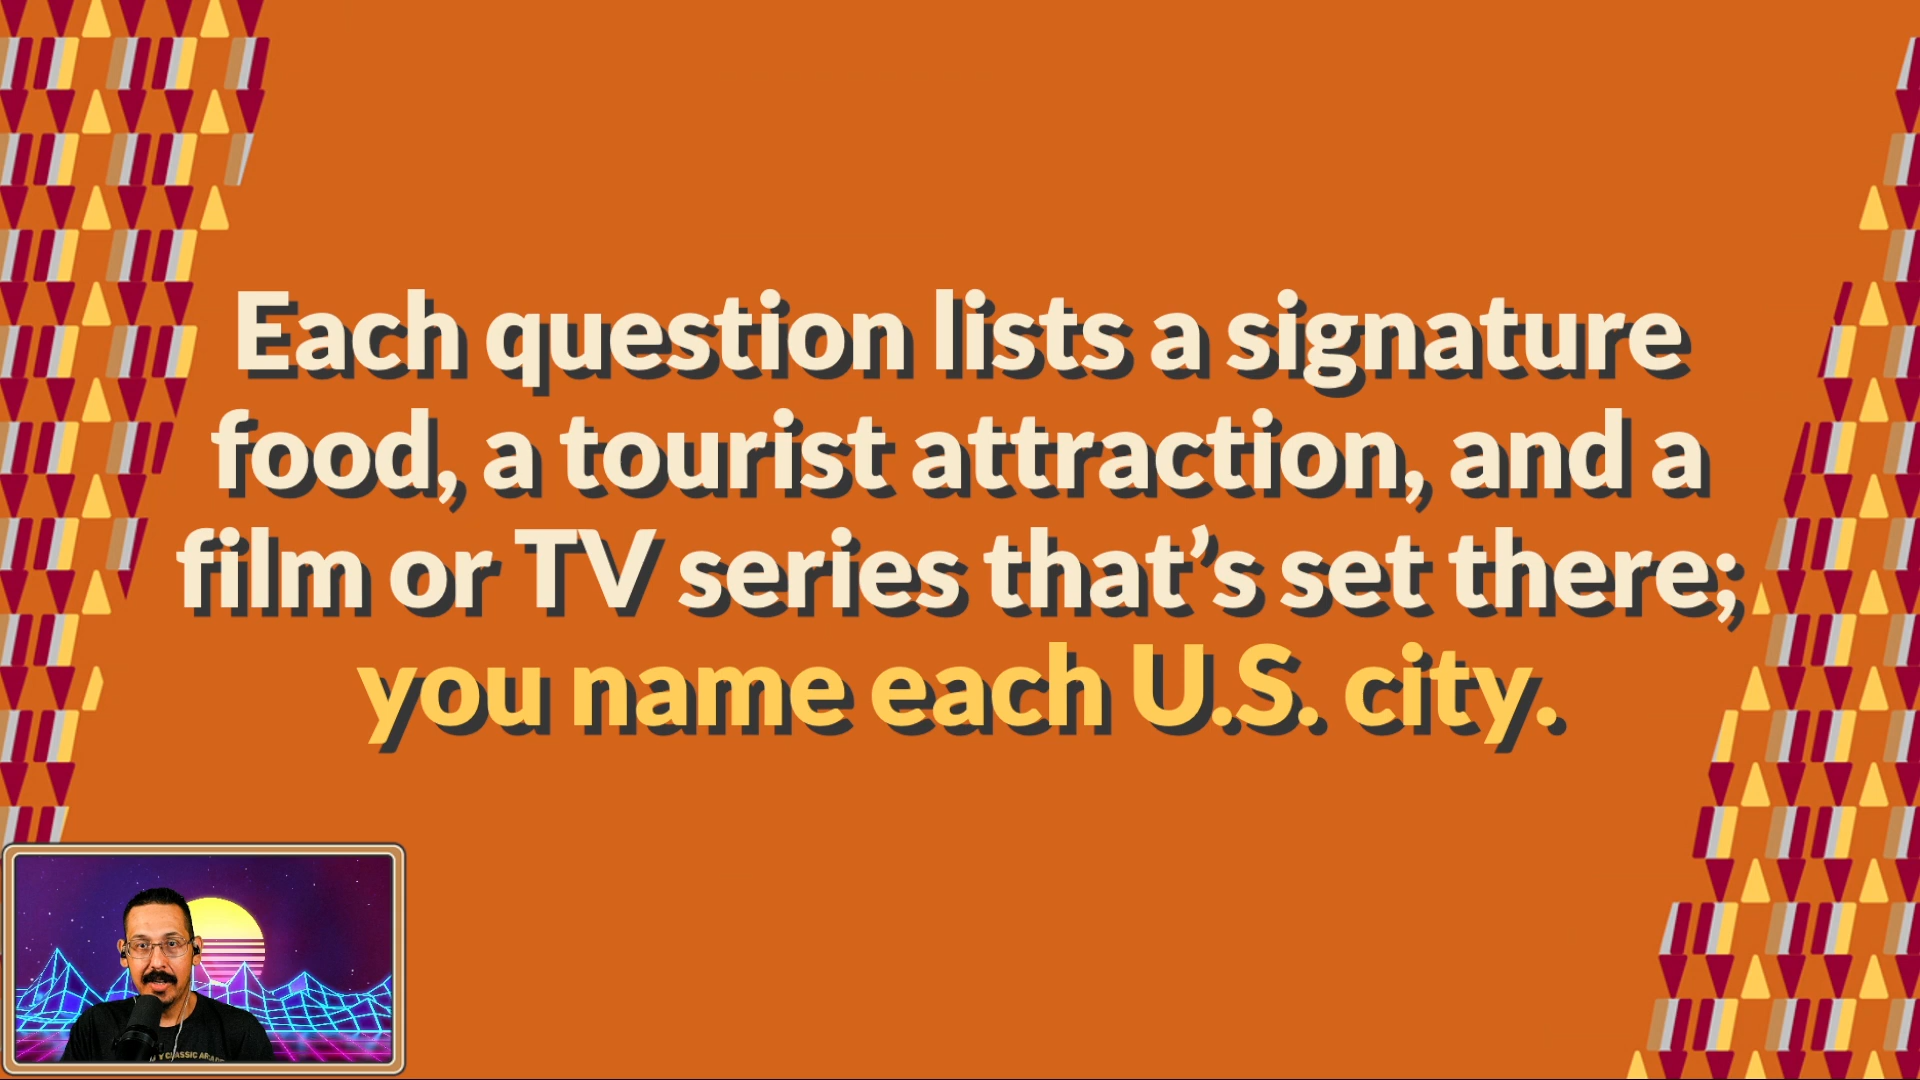 Each question lists a signature
food, a tourist attraction, and a
film or TV series that’s set there;
you name each U.S. city.
CLASSIC